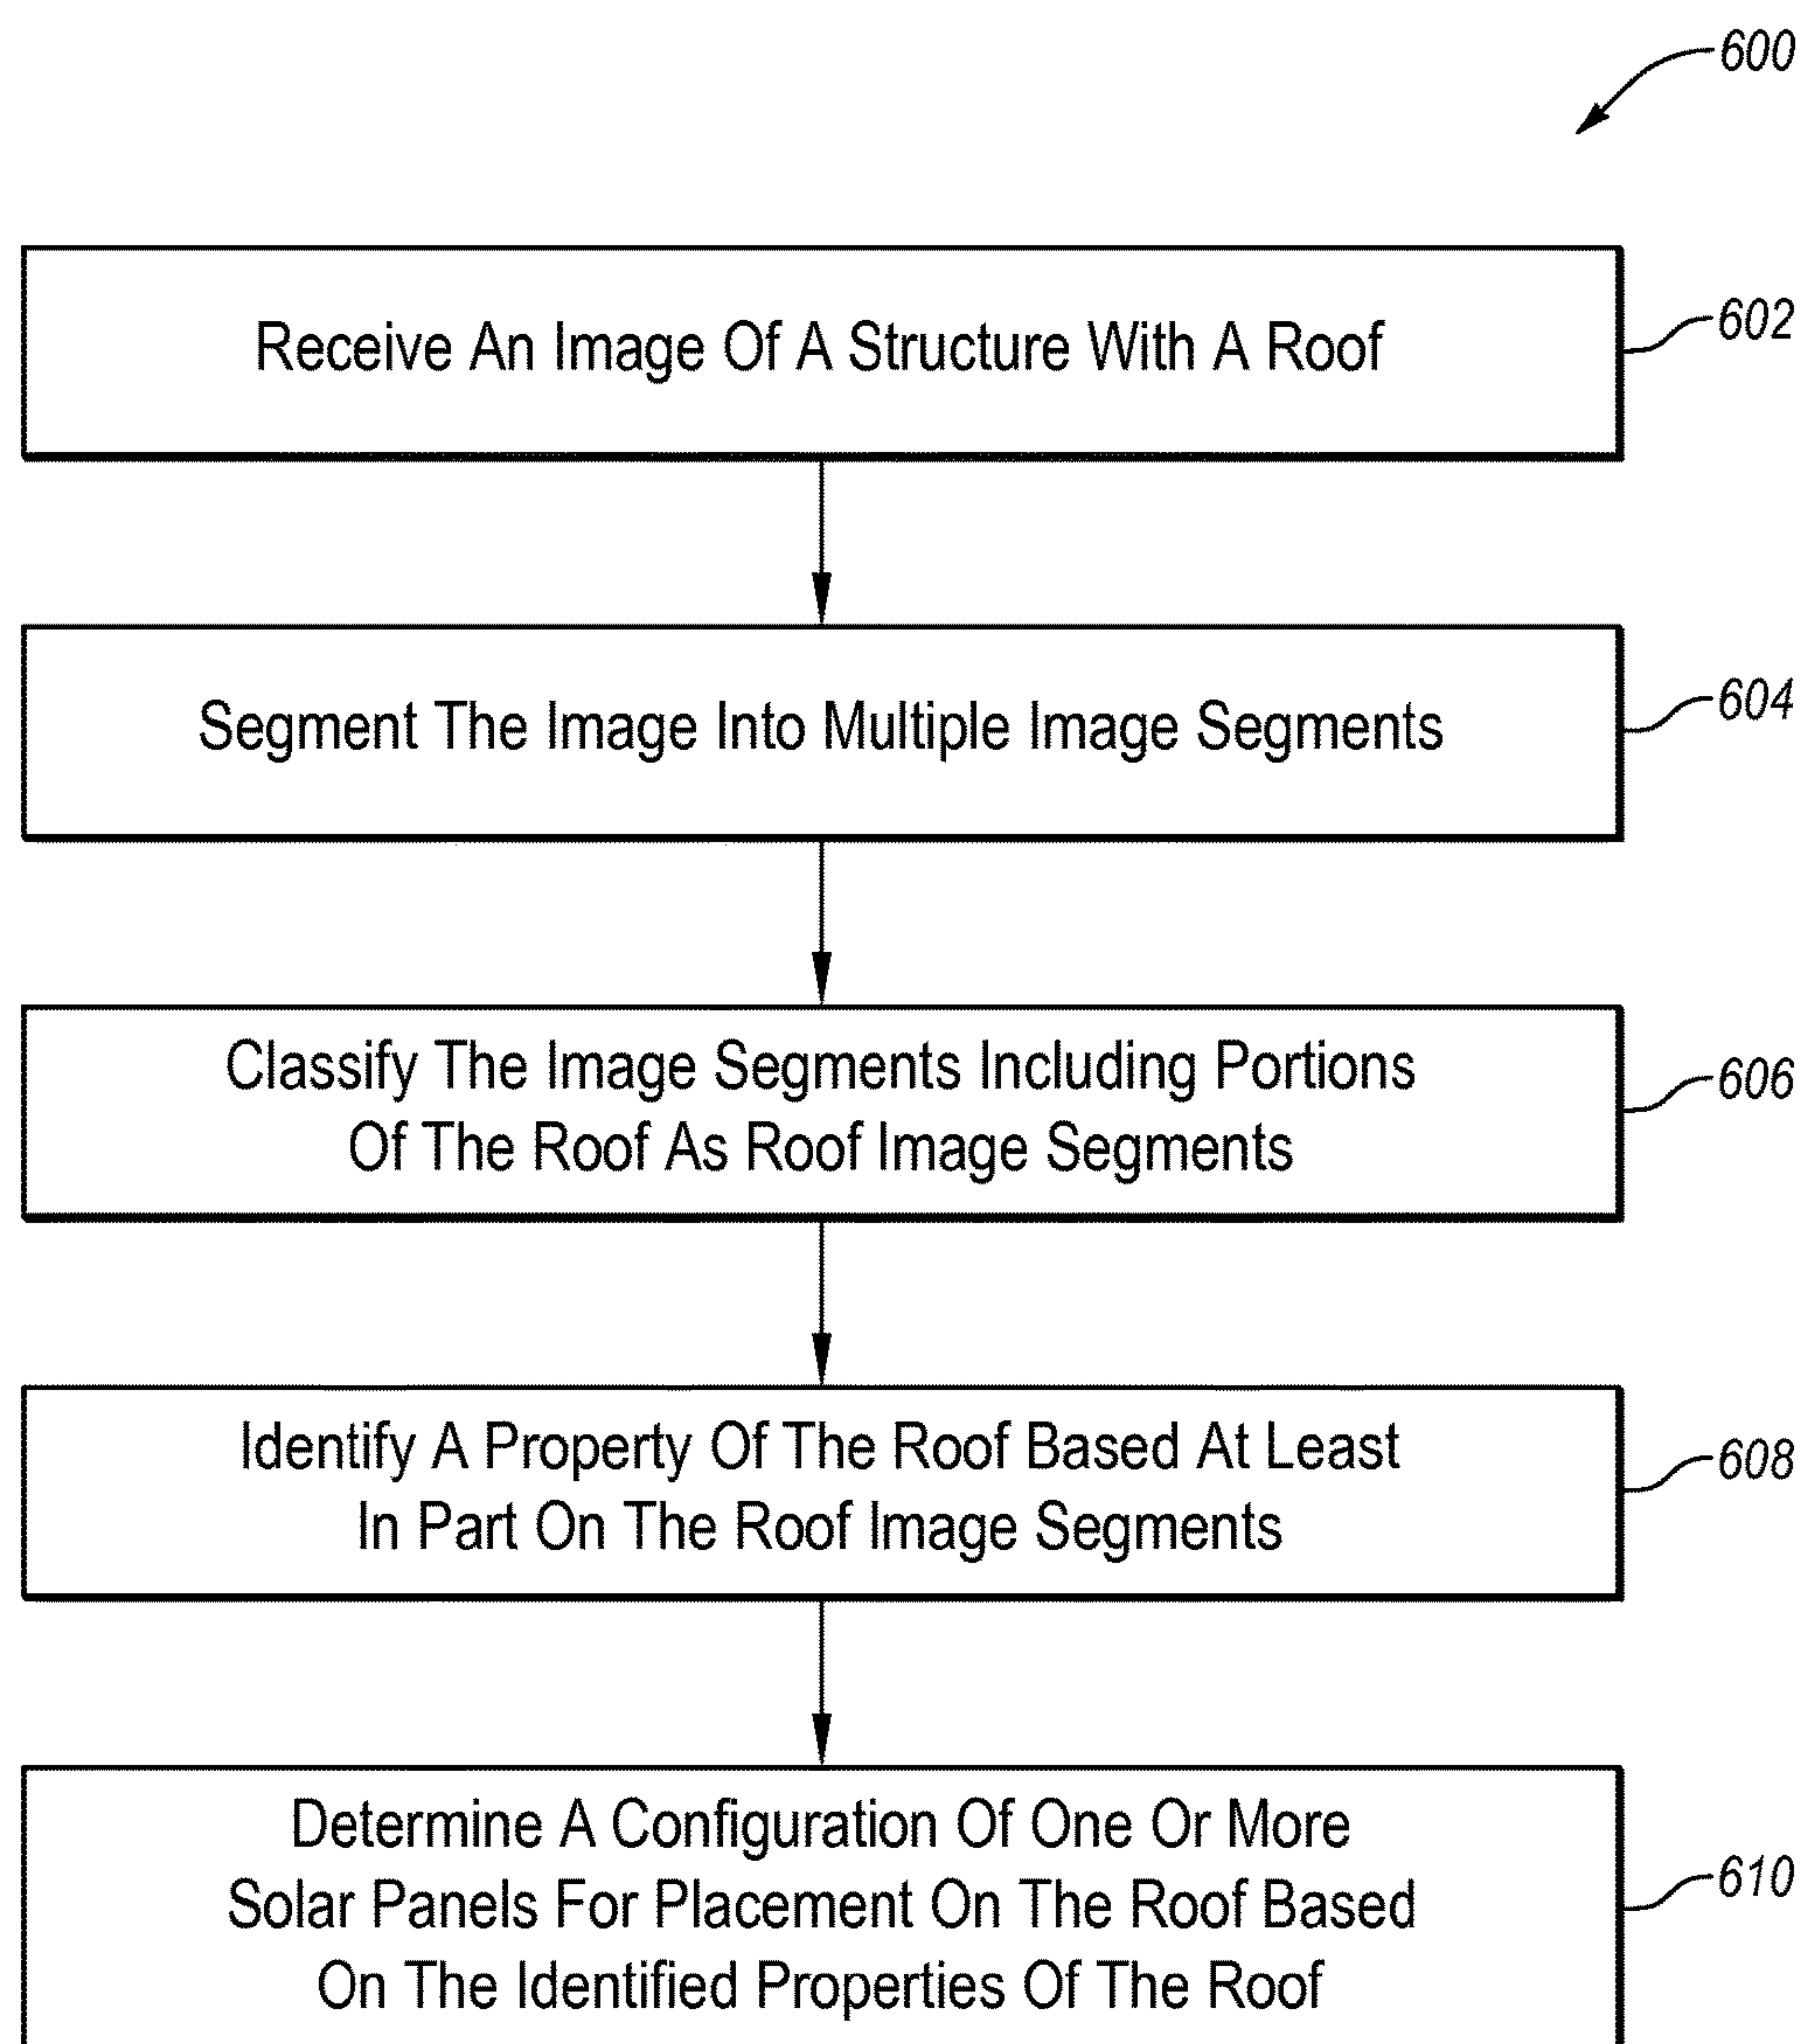 600
Receive An Image Of A Structure With A Roof
602
Segment The Image Into Multiple Image Segments
604
Classify The Image Segments Including Portions
Of The Roof As Roof Image Segments
606
Identify A Property Of The Roof Based At Least
In Part On The Roof Image Segments
608
Determine A Configuration Of One Or More
Solar Panels For Placement On The Roof Based
On The Identified Properties Of The Roof
610